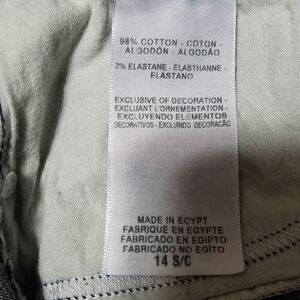 98% COTTON - COTON -
ALGODÓN - ALGODÃO
2% ELASTANE - ELASTHANNE -
ELASTANO
EXCLUSIVE OF DECORATION -
EXCLUANT L'ORNEMENTATION -
EXCLUYENDO ELEMENTOS
DECORATIVOS - EXCLUINDO DECORAÇÃO
MADE IN EGYPT
FABRIQUE EN EGYPTE
FABRICADO EN EGIPTO
FABRICADO NO EGITO
14 S/C